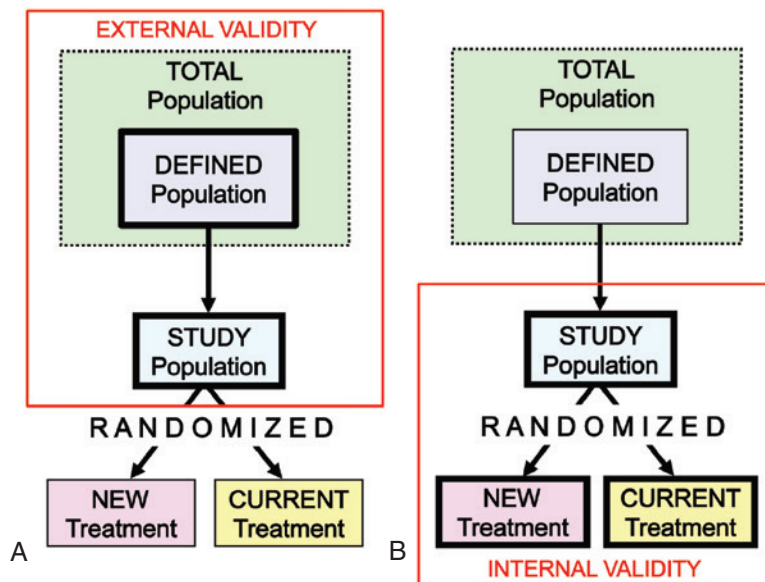 EXTERNAL VALIDITY
TOTAL
Population
DEFINED
Population
STUDY
Population
RANDOMIZED
NEW
Treatment
CURRENT
Treatment
A
TOTAL
Population
DEFINED
Population
STUDY
Population
RANDOMIZED
NEW
Treatment
CURRENT
Treatment
INTERNAL VALIDITY
B